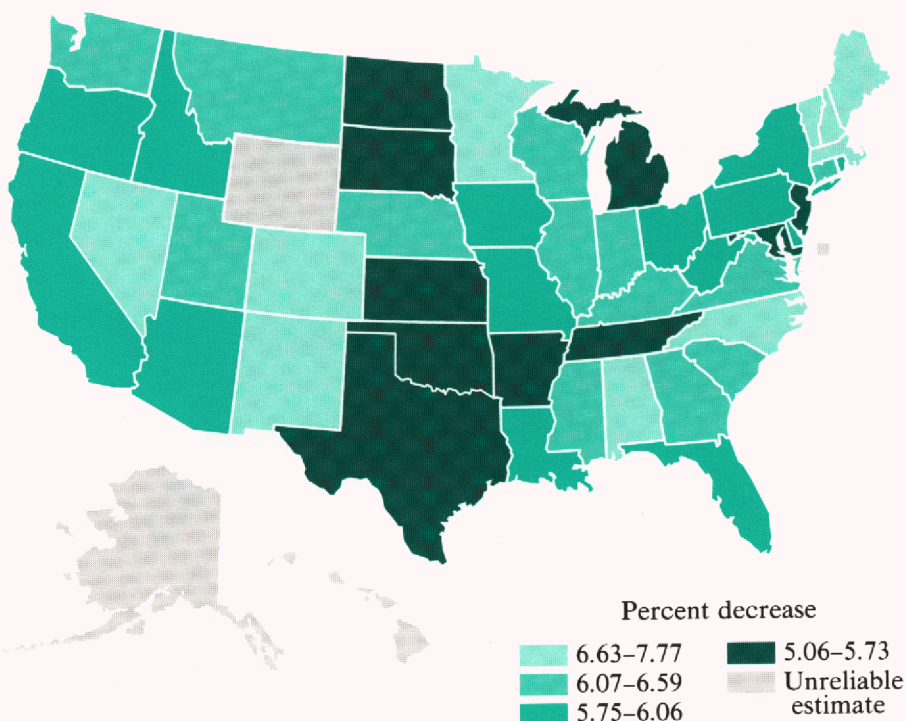 Percent decrease
6.63–7.77
6.07–6.59
5.75–6.06
5.06–5.73
Unreliable
estimate